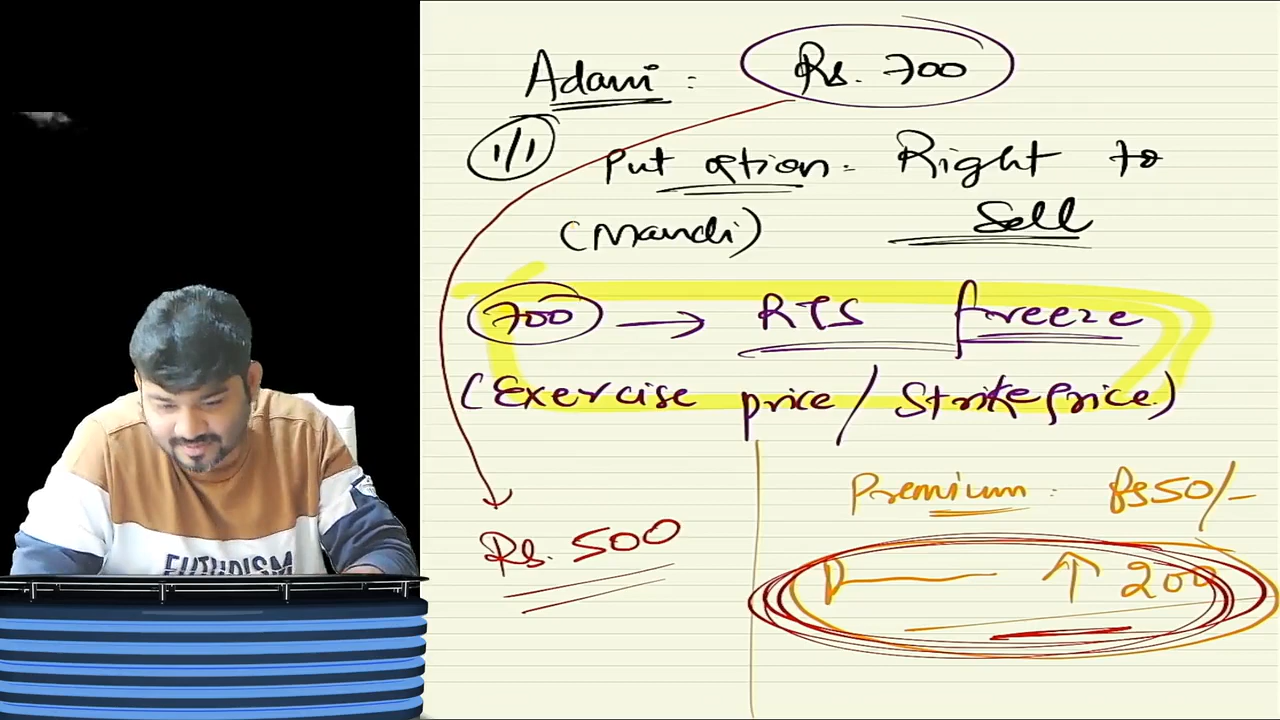 Adani : Rs. 700
1/1
Put option = Right to
(Mandi) Sell
700 → RTS freeze
(Exercise price / Strike price)
Premium : Rs 50/-
Rs. 500
P ↑ 200
FUTURISM